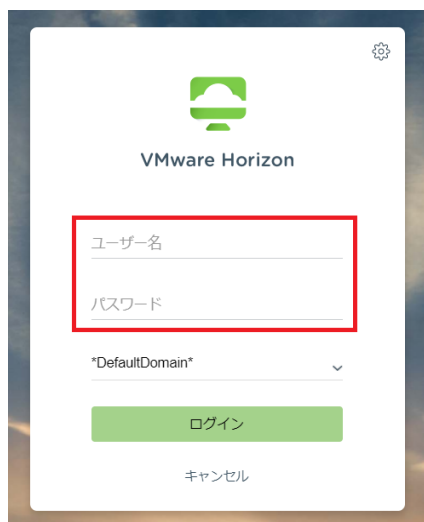 VMware Horizon
ユーザー名
パスワード
*DefaultDomain*
ログイン
キャンセル